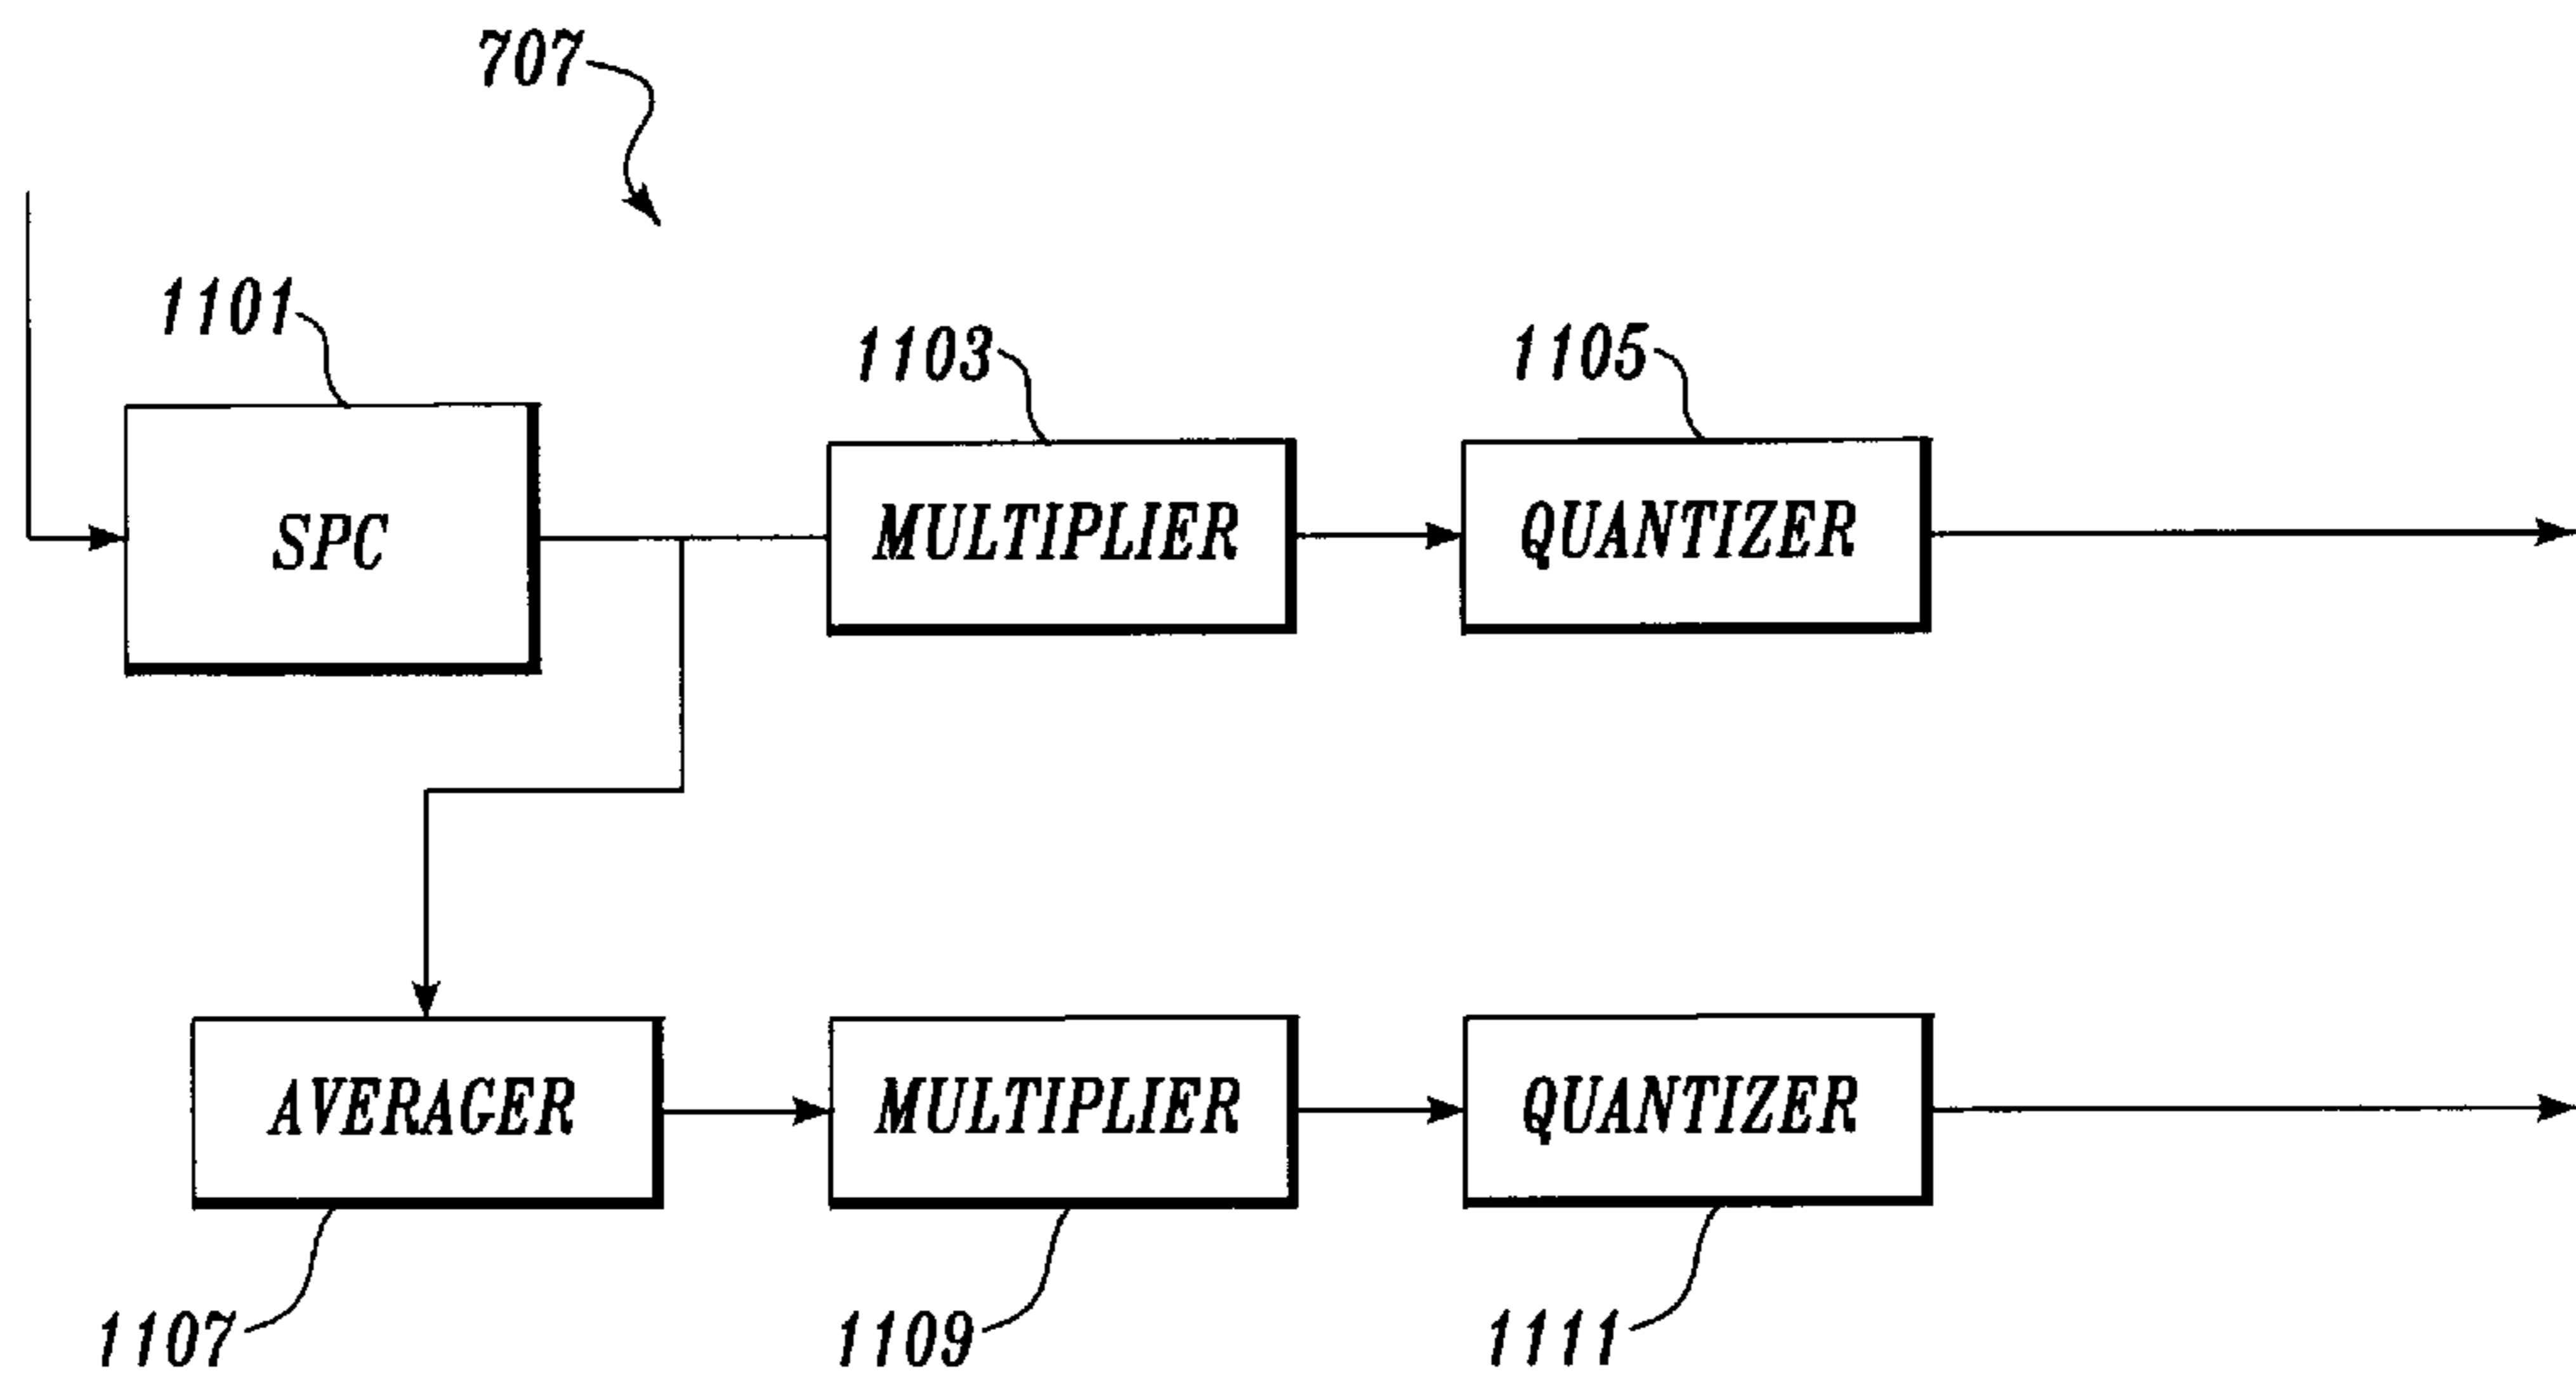 707
1101
1103
1105
SPC
MULTIPLIER
QUANTIZER
AVERAGER
MULTIPLIER
QUANTIZER
1107
1109
1111